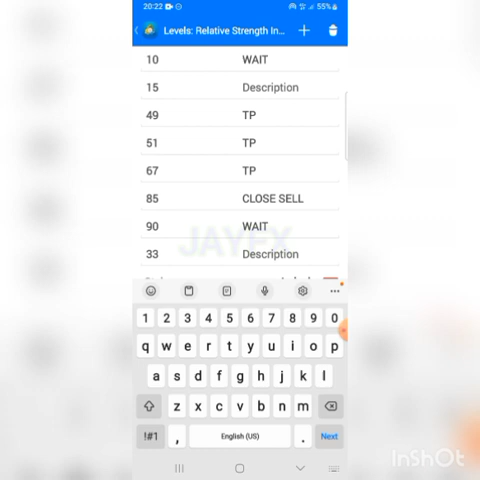 20:22 55%
Levels: Relative Strength In... +
10 WAIT
15 Description
49 TP
51 TP
67 TP
85 CLOSE SELL
90 WAIT
JAYFX
33 Description
1 2 3 4 5 6 7 8 9 0
q w e r t y u i o p
a s d f g h j k l
z x c v b n m
!#1 , English (US) . Next
InShOt